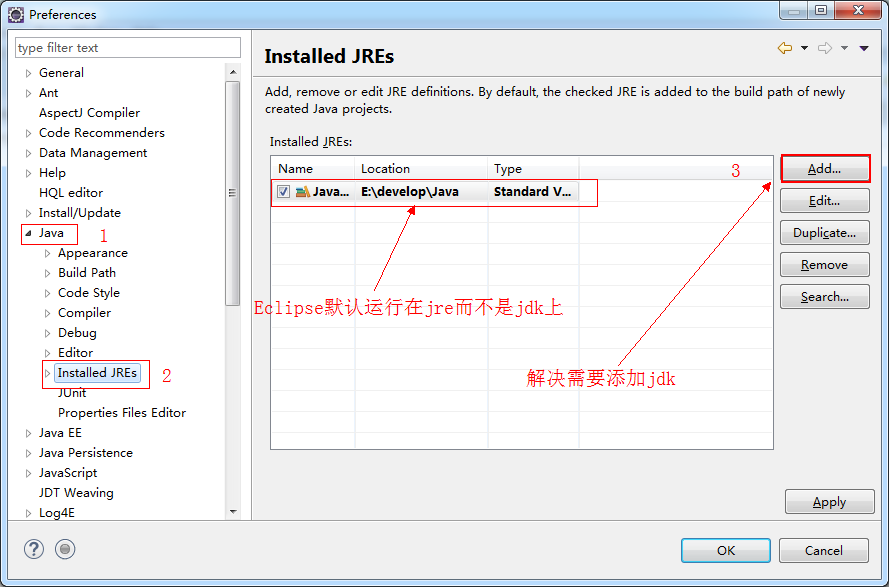 Preferences
type filter text
General
Ant
AspectJ Compiler
Code Recommenders
Data Management
Help
HQL editor
Install/Update
Java
1
Appearance
Build Path
Code Style
Compiler
Debug
Editor
Installed JREs
2
JUnit
Properties Files Editor
Java EE
Java Persistence
JavaScript
JDT Weaving
Log4E
Installed JREs
Add, remove or edit JRE definitions. By default, the checked JRE is added to the build path of newly
created Java projects.
Installed JREs:
Name Location Type
Java... E:\develop\Java Standard V...
3
Add...
Edit...
Duplicate...
Remove
Search...
Eclipse默认运行在jre而不是jdk上
解决需要添加jdk
Apply
?
OK
Cancel